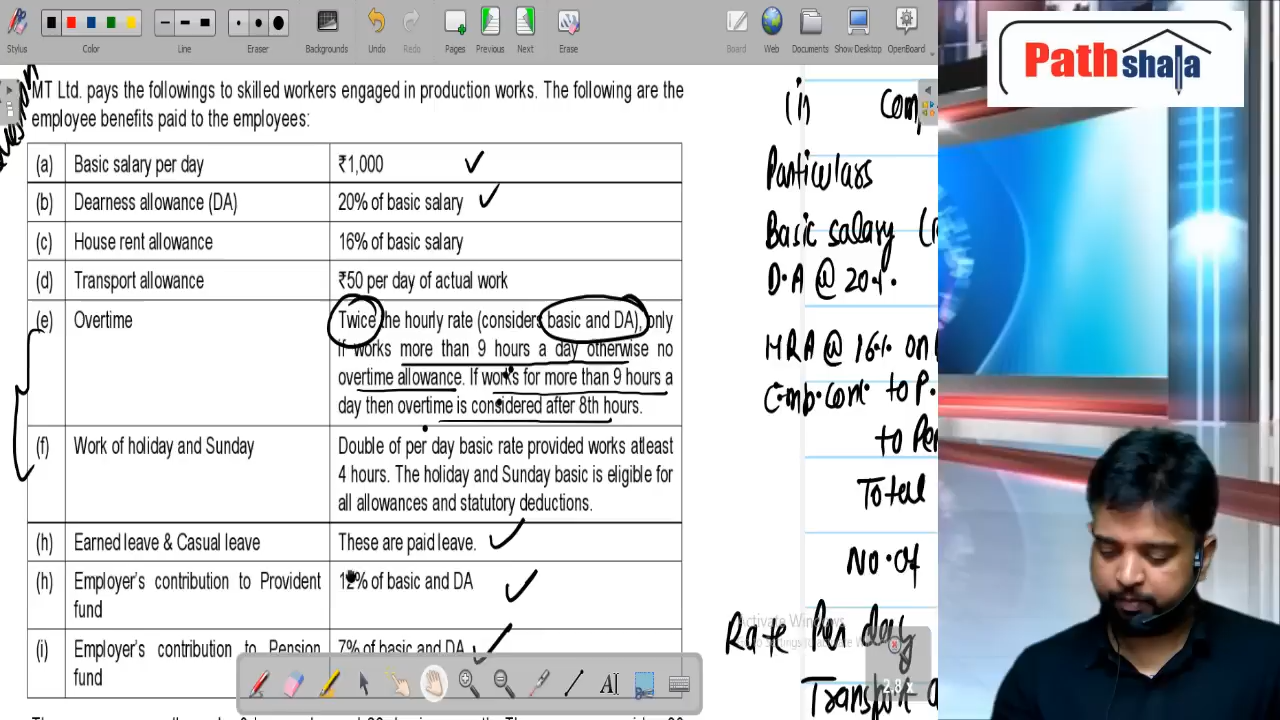 Stylus
Color
Line
Eraser
Backgrounds
Undo
Redo
Pages
Previous
Next
Erase
Board
Web
Documents
Show Desktop
OpenBoard
Path shala
MT Ltd. pays the followings to skilled workers engaged in production works. The following are the
employee benefits paid to the employees:
(a) Basic salary per day ₹1,000
(b) Dearness allowance (DA) 20% of basic salary
(c) House rent allowance 16% of basic salary
(d) Transport allowance ₹50 per day of actual work
(e) Overtime Twice the hourly rate (considers basic and DA), only
if works more than 9 hours a day otherwise no
overtime allowance. If works for more than 9 hours a
day then overtime is considered after 8th hours.
(f) Work of holiday and Sunday Double of per day basic rate provided works atleast
4 hours. The holiday and Sunday basic is eligible for
all allowances and statutory deductions.
(h) Earned leave & Casual leave These are paid leave.
(h) Employer's contribution to Provident 12% of basic and DA
fund
(i) Employer's contribution to Pension 7% of basic and DA
fund
Particulars
Basic salary
D.A @ 20%.
HRA @ 16%. on
Emp. Cont. to P.
to Pe
Total
No. of
Rate Per day
Transport
Activate Windows
2.8 x